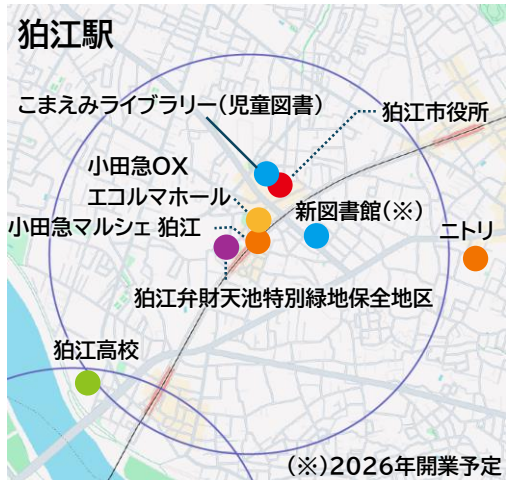 狛江駅
こまえみライブラリー(児童図書)
狛江市役所
小田急OX
エコルマホール
小田急マルシェ 狛江
新図書館(※)
ニトリ
狛江弁財天池特別緑地保全地区
狛江高校
(※)2026年開業予定